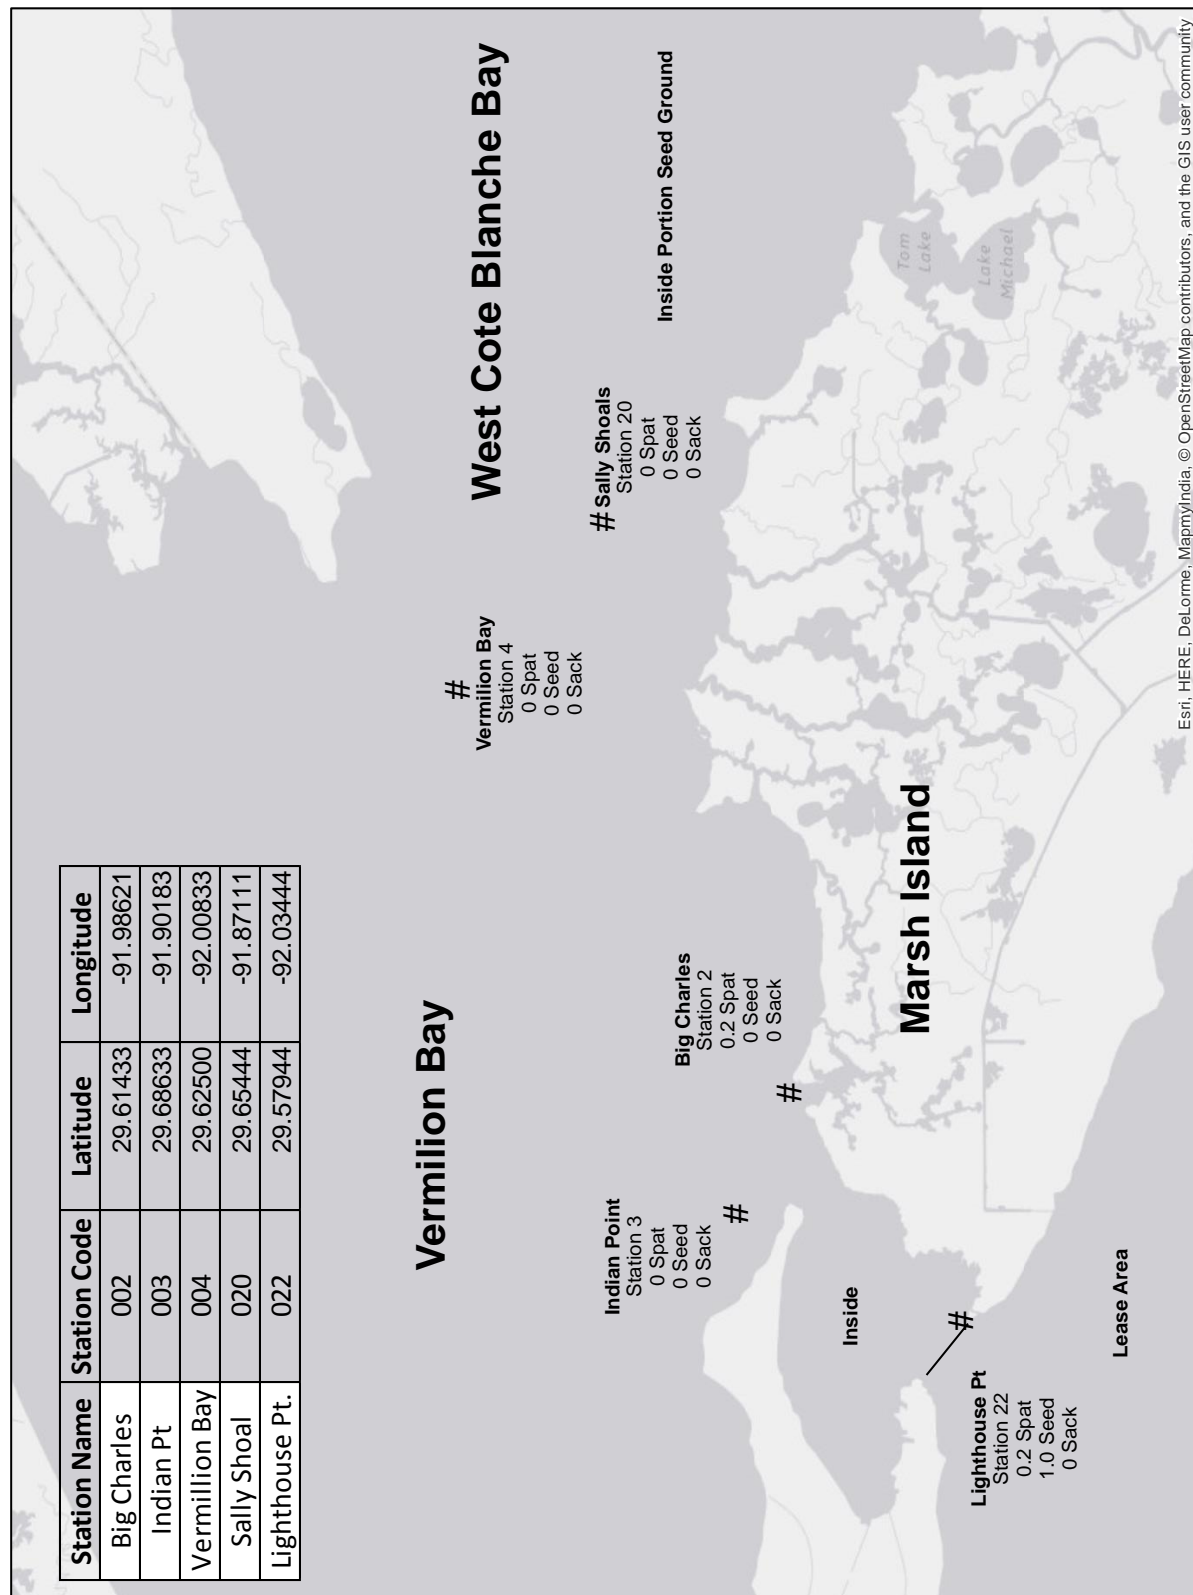 Station Name Station Code Latitude Longitude
Big Charles 002 29.61433 -91.98621
Indian Pt 003 29.68633 -91.90183
Vermillion Bay 004 29.62500 -92.00833
Sally Shoal 020 29.65444 -91.87111
Lighthouse Pt. 022 29.57944 -92.03444
Vermilion Bay
West Cote Blanche Bay
#
Vermilion Bay
Station 4
0 Spat
0 Seed
0 Sack
# Sally Shoals
Station 20
0 Spat
0 Seed
0 Sack
Inside Portion Seed Ground
Indian Point
Station 3
0 Spat
0 Seed
0 Sack
#
Big Charles
Station 2
0.2 Spat
0 Seed
0 Sack
#
Inside
Marsh Island
Tom
Lake
Lake
Michael
#
Lighthouse Pt
Station 22
0.2 Spat
1.0 Seed
0 Sack
Lease Area
Esri, HERE, DeLorme, MapmyIndia, © OpenStreetMap contributors, and the GIS user community